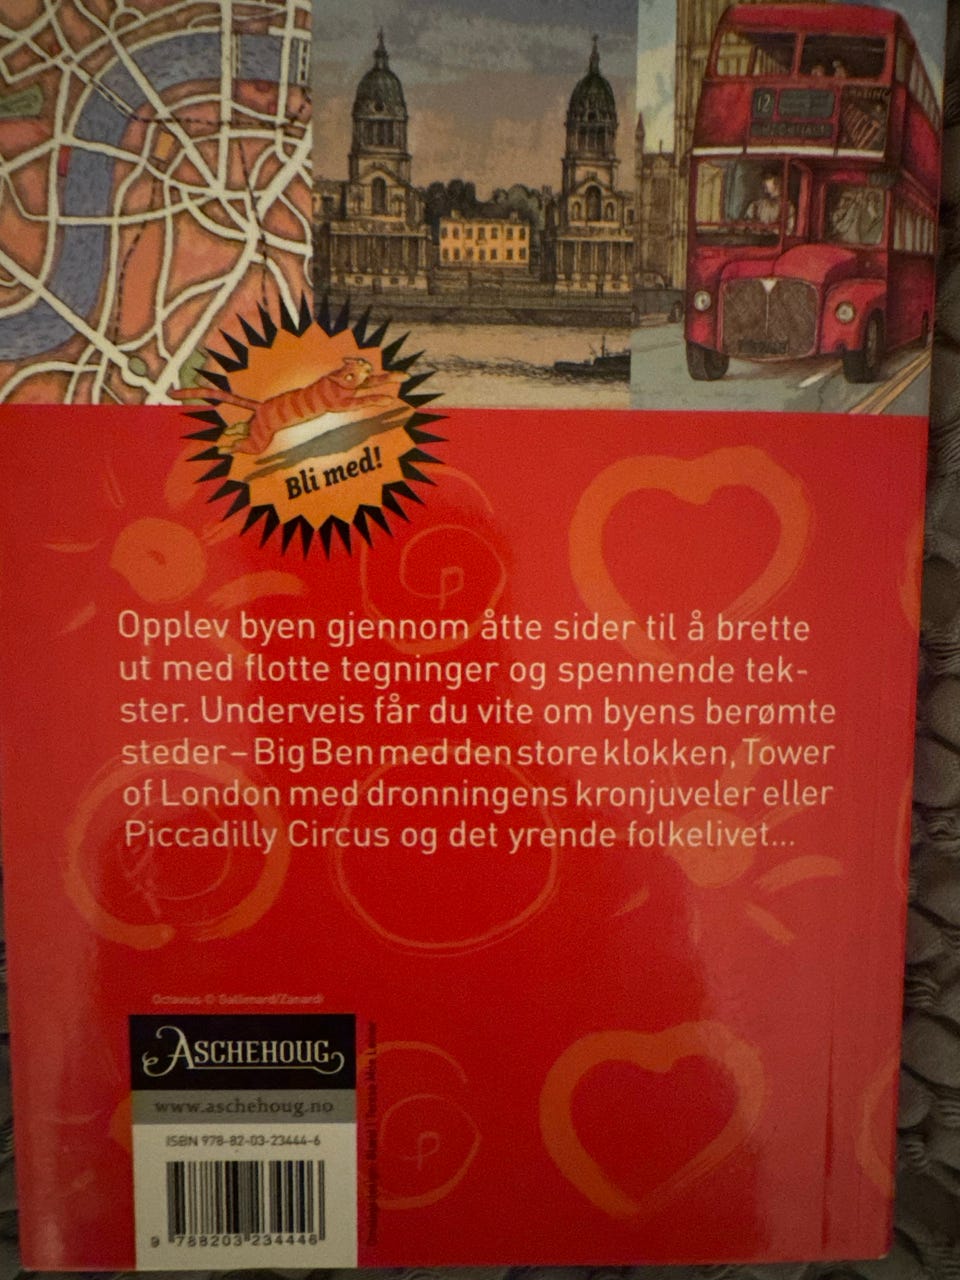 12
Bli med!
Opplev byen gjennom åtte sider til å brette
ut med flotte tegninger og spennende tek-
ster. Underveis får du vite om byens berømte
steder – Big Ben med den store klokken, Tower
of London med dronningens kronjuveler eller
Piccadilly Circus og det yrende folkelivet...
Octavius © Gallimard/Zanardi
ASCHEHOUG
www.aschehoug.no
ISBN 978-82-03-23444-6
9 788203 234446